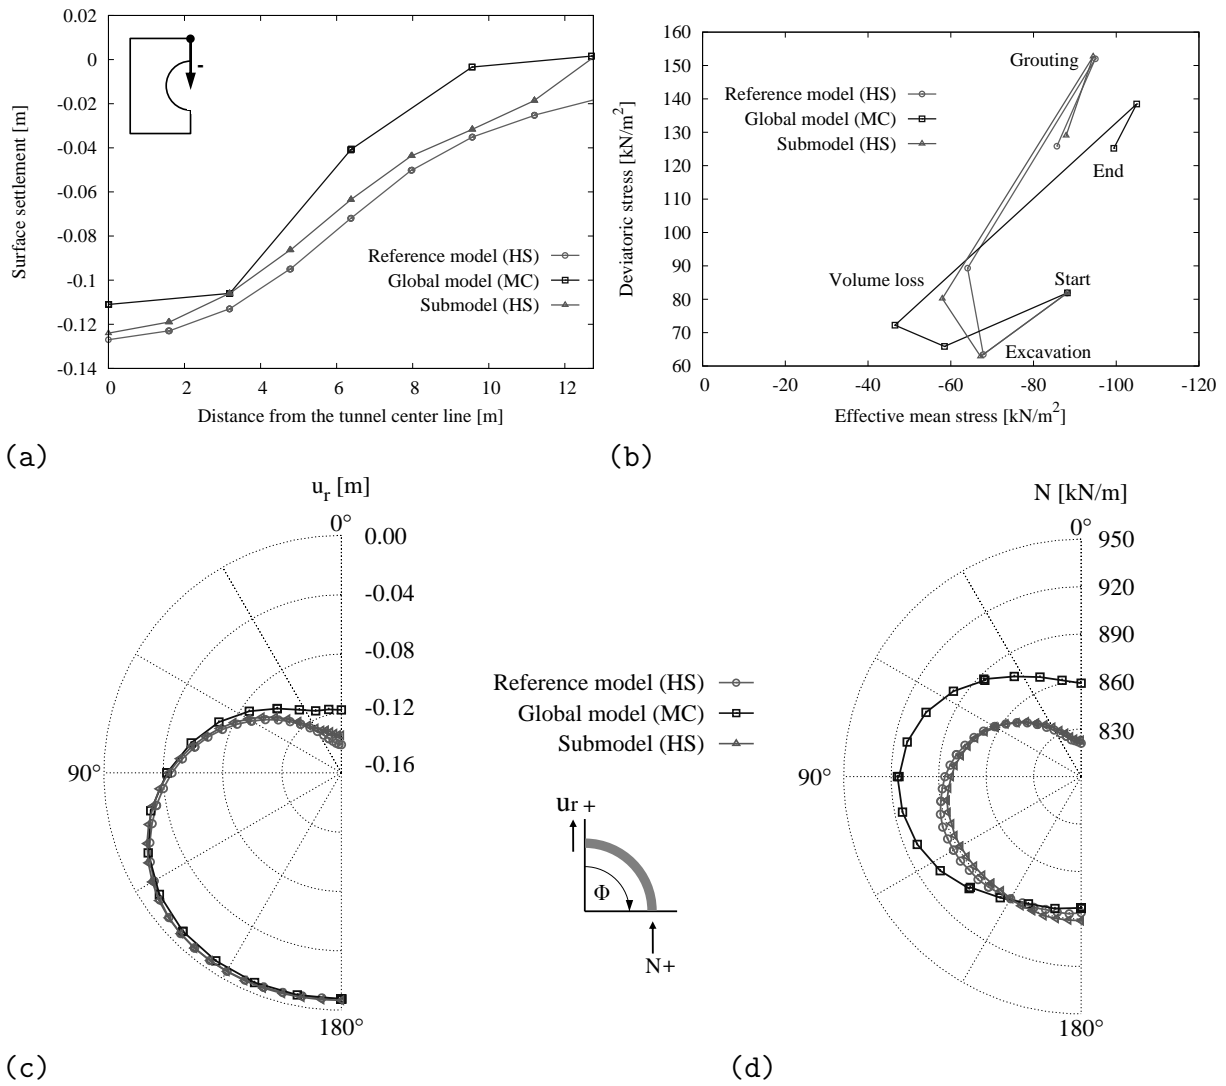 0.02
0
-0.02
-0.04
-0.06
-0.08
-0.1
-0.12
-0.14
0 2 4 6 8 10 12
Surface settlement [m]
Distance from the tunnel center line [m]
-
Reference model (HS)
Global model (MC)
Submodel (HS)
(a)
160
150
140
130
120
110
100
90
80
70
60
0 -20 -40 -60 -80 -100 -120
Deviatoric stress [kN/m²]
Effective mean stress [kN/m²]
Reference model (HS)
Global model (MC)
Submodel (HS)
Grouting
End
Volume loss
Start
Excavation
(b)
u_r [m]
0°
0.00
-0.04
-0.08
-0.12
-0.16
90°
180°
(c)
Reference model (HS)
Global model (MC)
Submodel (HS)
ur +
Φ
N+
N [kN/m]
0°
950
920
890
860
830
90°
180°
(d)